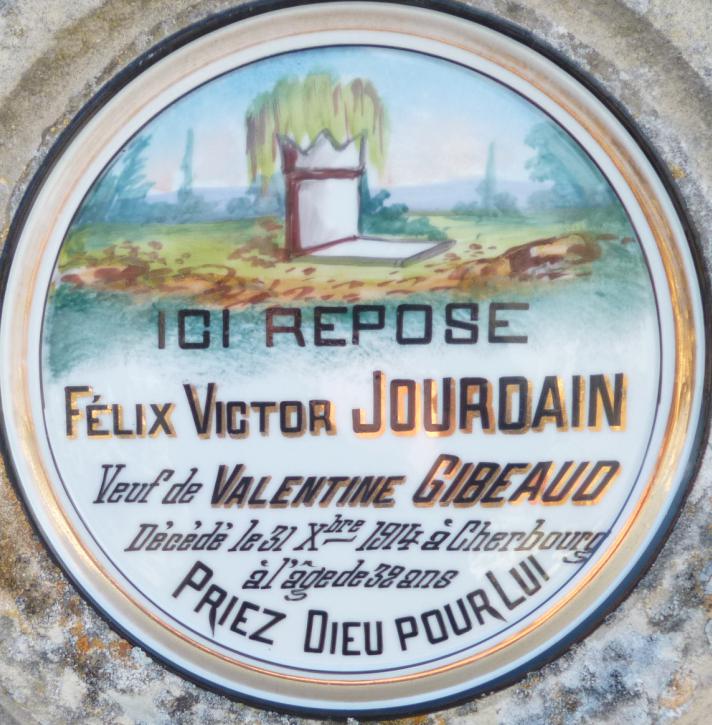 ICI REPOSE
FÉLIX VICTOR JOURDAIN
Veuf de VALENTINE GIBEAUD
Décédé le 31 Xbre 1914 à Cherbourg
à l'âge de 32 ans
PRIEZ DIEU POUR LUI